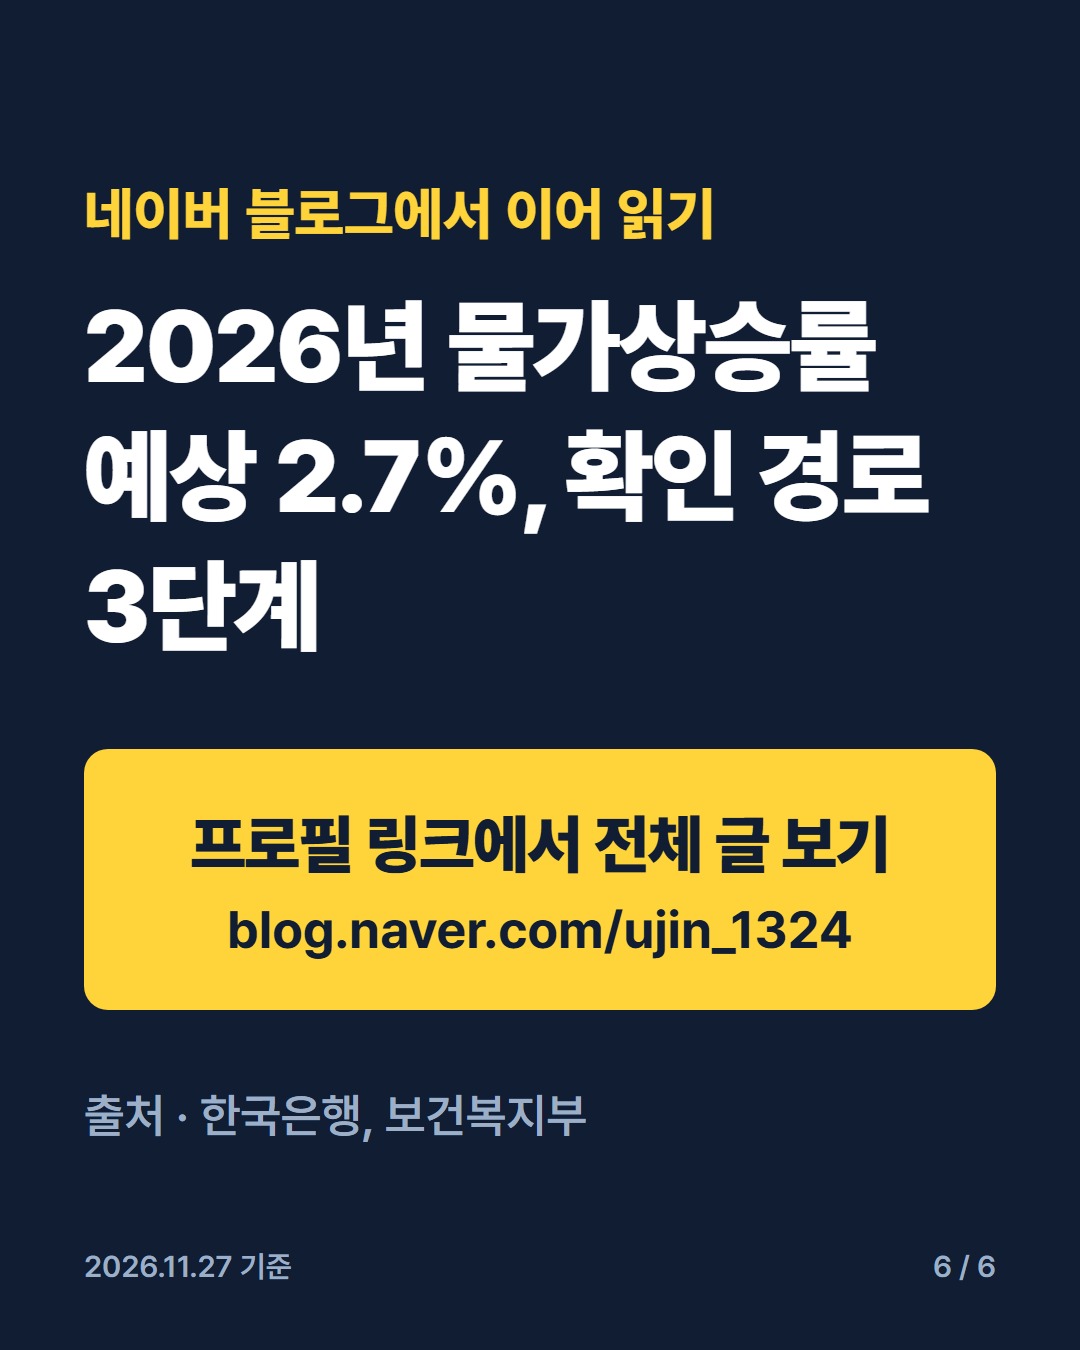 네이버 블로그에서 이어 읽기
2026년 물가상승률
예상 2.7%, 확인 경로
3단계
프로필 링크에서 전체 글 보기
blog.naver.com/ujin_1324
출처 · 한국은행, 보건복지부
2026.11.27 기준
6 / 6